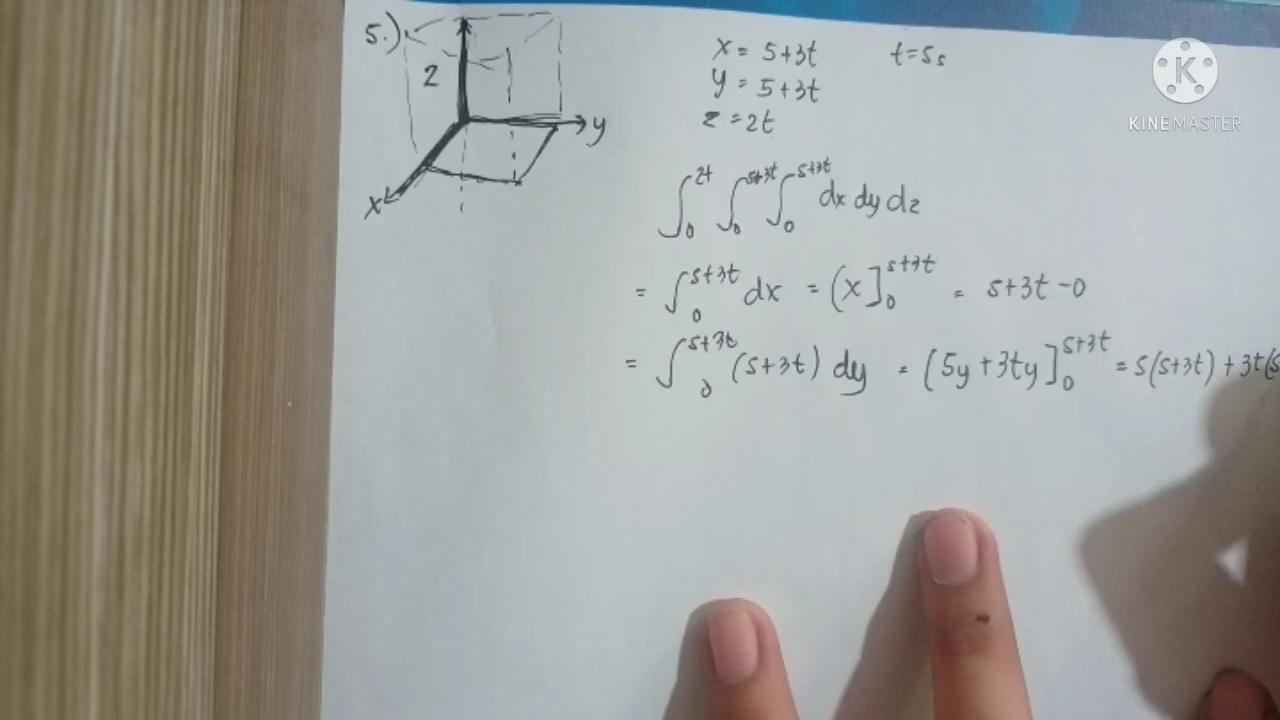 5.)
z
y
x
x = 5+3t t=5s
y = 5+3t
z = 2t
∫₀^2t ∫₀^5+3t ∫₀^5+3t dx dy dz
= ∫₀^5+3t dx = (x]₀^5+3t = 5+3t-0
= ∫₀^5+3t (5+3t) dy = (5y+3ty]₀^5+3t = 5(5+3t) + 3t(5
K
KINEMASTER